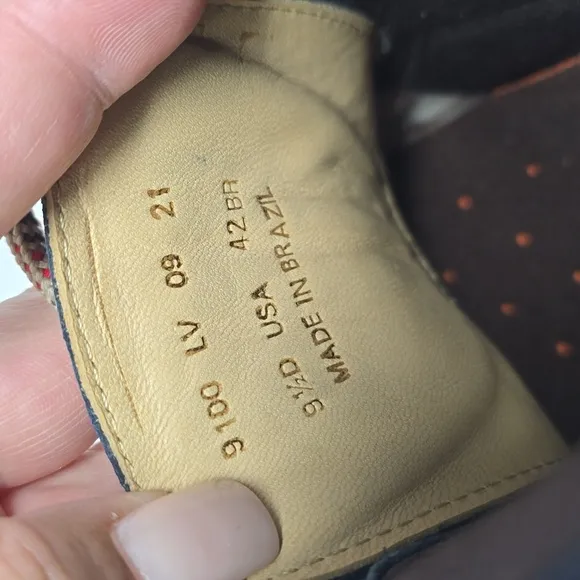 9100 LV 09 21
9½D USA 42 BR
MADE IN BRAZIL